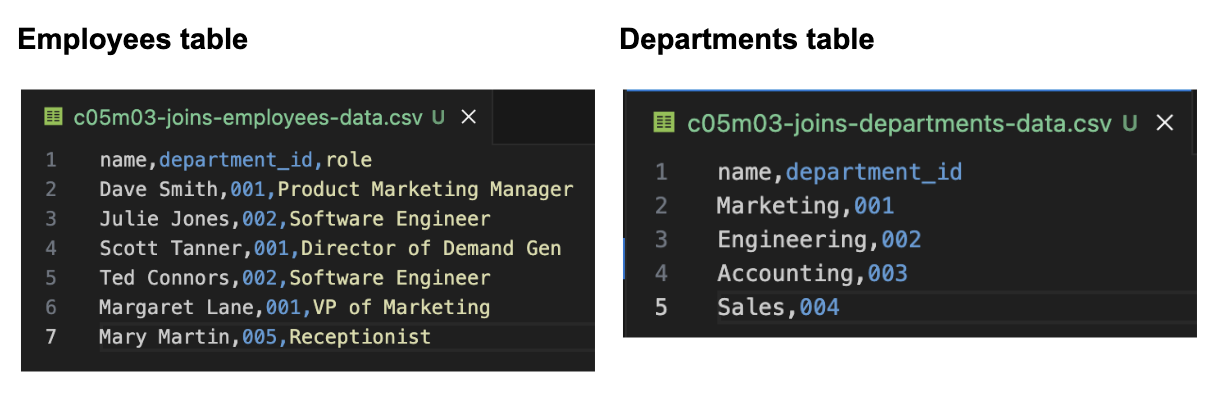 Employees table
c05m03-joins-employees-data.csv U ×
1 name,department_id,role
2 Dave Smith,001,Product Marketing Manager
3 Julie Jones,002,Software Engineer
4 Scott Tanner,001,Director of Demand Gen
5 Ted Connors,002,Software Engineer
6 Margaret Lane,001,VP of Marketing
7 Mary Martin,005,Receptionist
Departments table
c05m03-joins-departments-data.csv U ×
1 name,department_id
2 Marketing,001
3 Engineering,002
4 Accounting,003
5 Sales,004